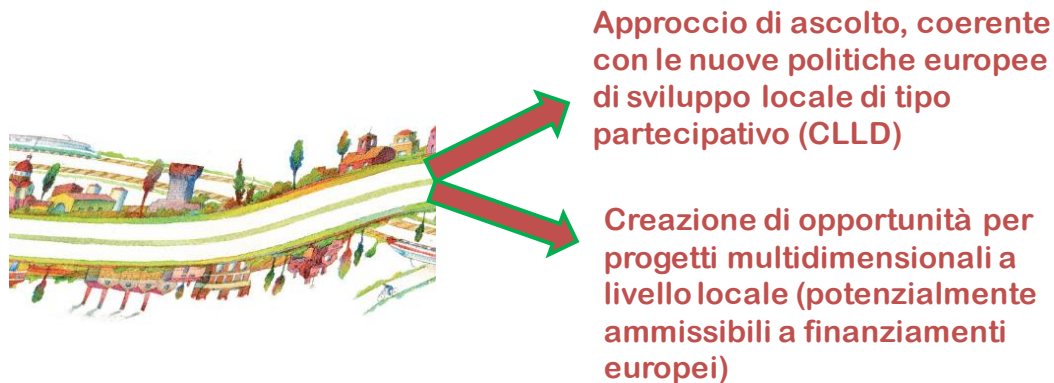 Approccio di ascolto, coerente
con le nuove politiche europee
di sviluppo locale di tipo
partecipativo (CLLD)
Creazione di opportunità per
progetti multidimensionali a
livello locale (potenzialmente
ammissibili a finanziamenti
europei)